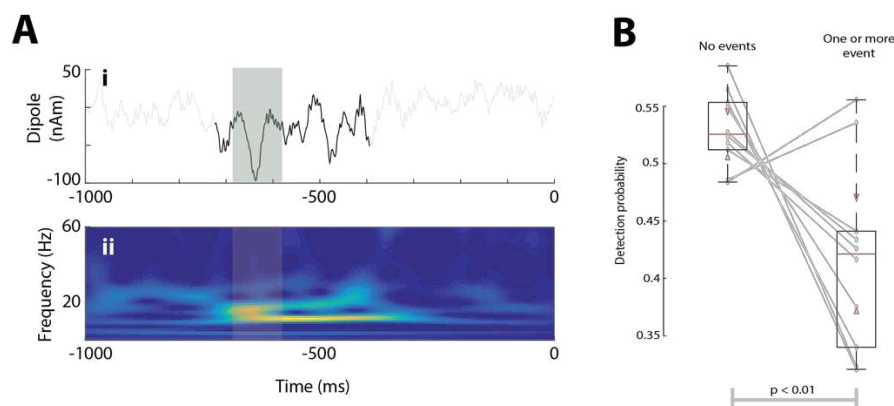 A
B
i
50
Dipole
(nAm)
-100
-1000
-500
0
ii
60
Frequency (Hz)
20
-1000
-500
0
Time (ms)
No events
One or more
event
Detection probability
0.55
0.5
0.45
0.4
0.35
p < 0.01